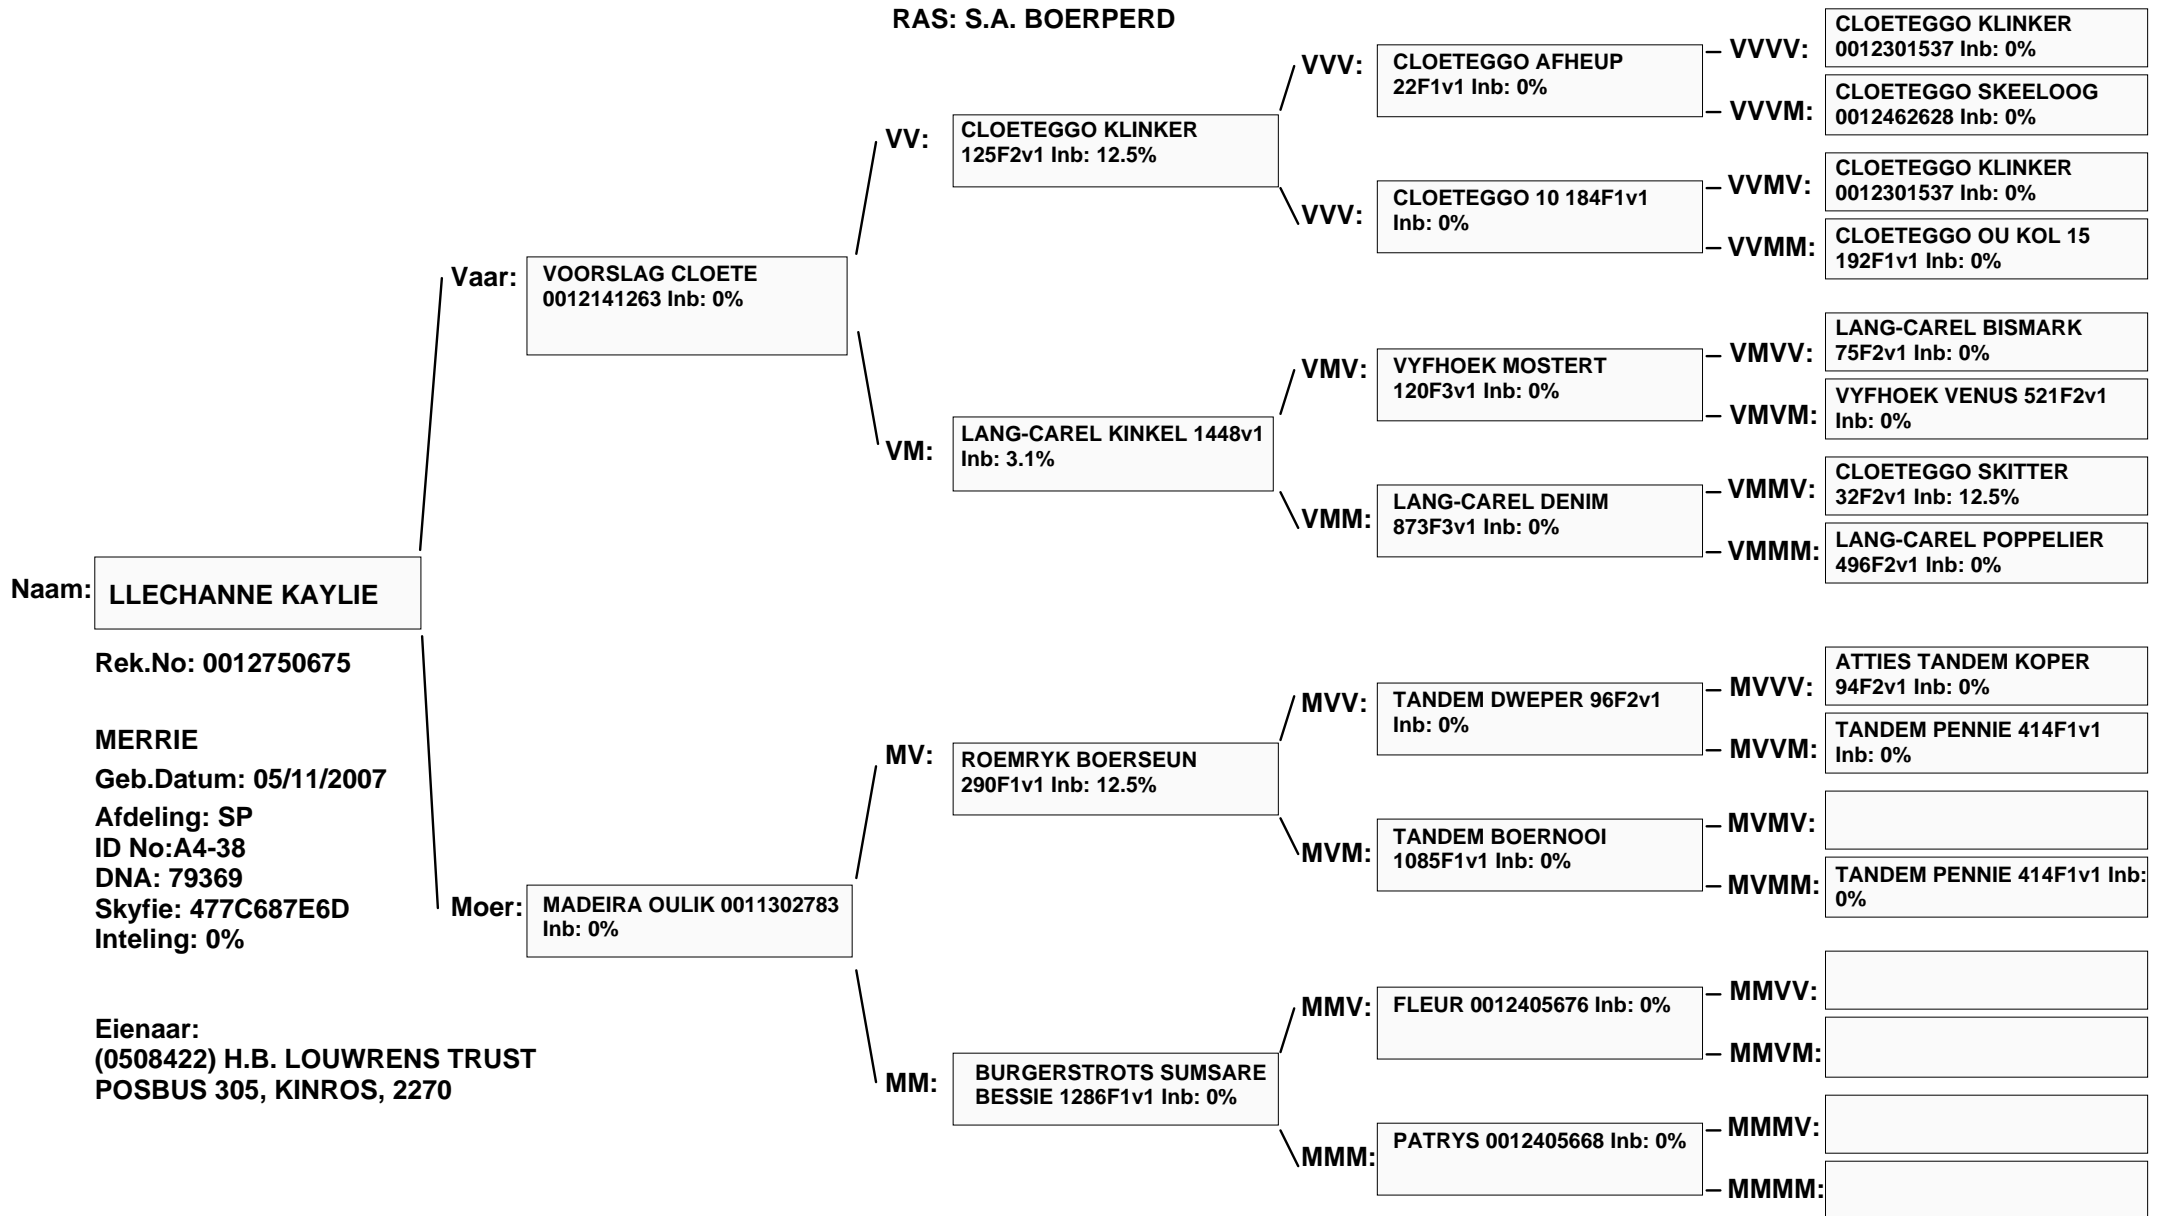 RAS: S.A. BOERPERD
Naam:
LLECHANNE KAYLIE
Rek.No: 0012750675
MERRIE
Geb.Datum: 05/11/2007
Afdeling: SP
ID No:A4-38
DNA: 79369
Skyfie: 477C687E6D
Inteling: 0%
Eienaar:
(0508422) H.B. LOUWRENS TRUST
POSBUS 305, KINROS, 2270
Vaar:
VOORSLAG CLOETE
0012141263 Inb: 0%
Moer:
MADEIRA OULIK 0011302783
Inb: 0%
VV:
CLOETEGGO KLINKER
125F2v1 Inb: 12.5%
VM:
LANG-CAREL KINKEL 1448v1
Inb: 3.1%
MV:
ROEMRYK BOERSEUN
290F1v1 Inb: 12.5%
MM:
BURGERSTROTS SUMSARE
BESSIE 1286F1v1 Inb: 0%
VVV:
CLOETEGGO AFHEUP
22F1v1 Inb: 0%
VVV:
CLOETEGGO 10 184F1v1
Inb: 0%
VMV:
VYFHOEK MOSTERT
120F3v1 Inb: 0%
VMM:
LANG-CAREL DENIM
873F3v1 Inb: 0%
MVV:
TANDEM DWEPER 96F2v1
Inb: 0%
MVM:
TANDEM BOERNOOI
1085F1v1 Inb: 0%
MMV:
FLEUR 0012405676 Inb: 0%
MMM:
PATRYS 0012405668 Inb: 0%
VVVV:
CLOETEGGO KLINKER
0012301537 Inb: 0%
VVVM:
CLOETEGGO SKEELOOG
0012462628 Inb: 0%
VVMV:
CLOETEGGO KLINKER
0012301537 Inb: 0%
VVMM:
CLOETEGGO OU KOL 15
192F1v1 Inb: 0%
VMVV:
LANG-CAREL BISMARK
75F2v1 Inb: 0%
VMVM:
VYFHOEK VENUS 521F2v1
Inb: 0%
VMMV:
CLOETEGGO SKITTER
32F2v1 Inb: 12.5%
VMMM:
LANG-CAREL POPPELIER
496F2v1 Inb: 0%
MVVV:
ATTIES TANDEM KOPER
94F2v1 Inb: 0%
MVVM:
TANDEM PENNIE 414F1v1
Inb: 0%
MVMV:
MVMM:
TANDEM PENNIE 414F1v1 Inb:
0%
MMVV:
MMVM:
MMMV:
MMMM: